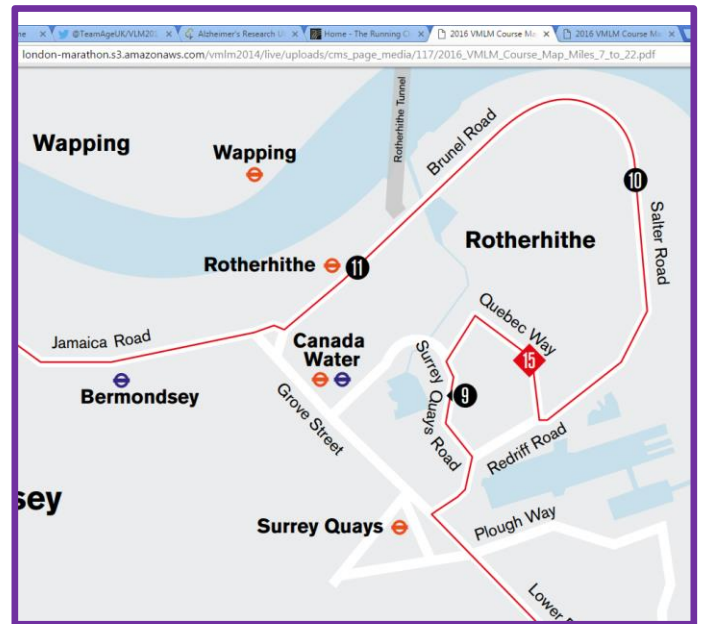 @TeamAgeUK/VLM20
Alzheimer's Research U
Home - The Running C
2016 VMLM Course Ma
2016 VMLM Course M
london-marathon.s3.amazonaws.com/vmlm2014/live/uploads/cms_page_media/117/2016_VMLM_Course_Map_Miles_7_to_22.pdf
Rotherhithe Tunnel
Wapping
Wapping
Brunel Road
10
Salter Road
Rotherhithe
Rotherhithe
11
Quebec Way
Jamaica Road
Canada
Water
15
Surrey Quays Road
9
Bermondsey
Grove Street
Redriff Road
sey
Surrey Quays
Plough Way
Lower